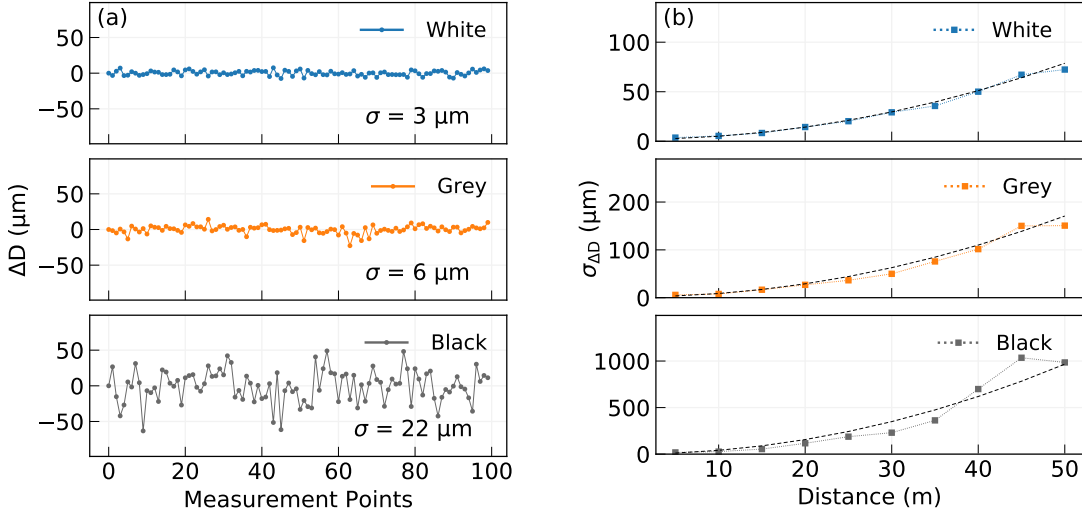 (a)
White
50
0
−50
σ = 3 μm
Grey
50
0
−50
σ = 6 μm
Black
50
0
−50
σ = 22 μm
ΔD (μm)
0 20 40 60 80 100
Measurement Points
(b)
White
100
50
0
Grey
200
100
0
Black
1000
500
0
σΔD (μm)
10 20 30 40 50
Distance (m)